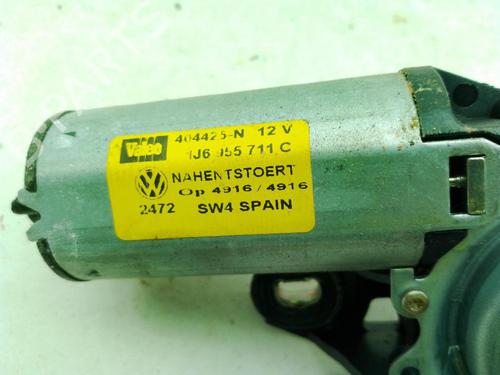 Valeo 404425-N 12 V
1J6 955 711 C
NAHENTSTOERT
Op 4916 / 4916
2472 SW4 SPAIN